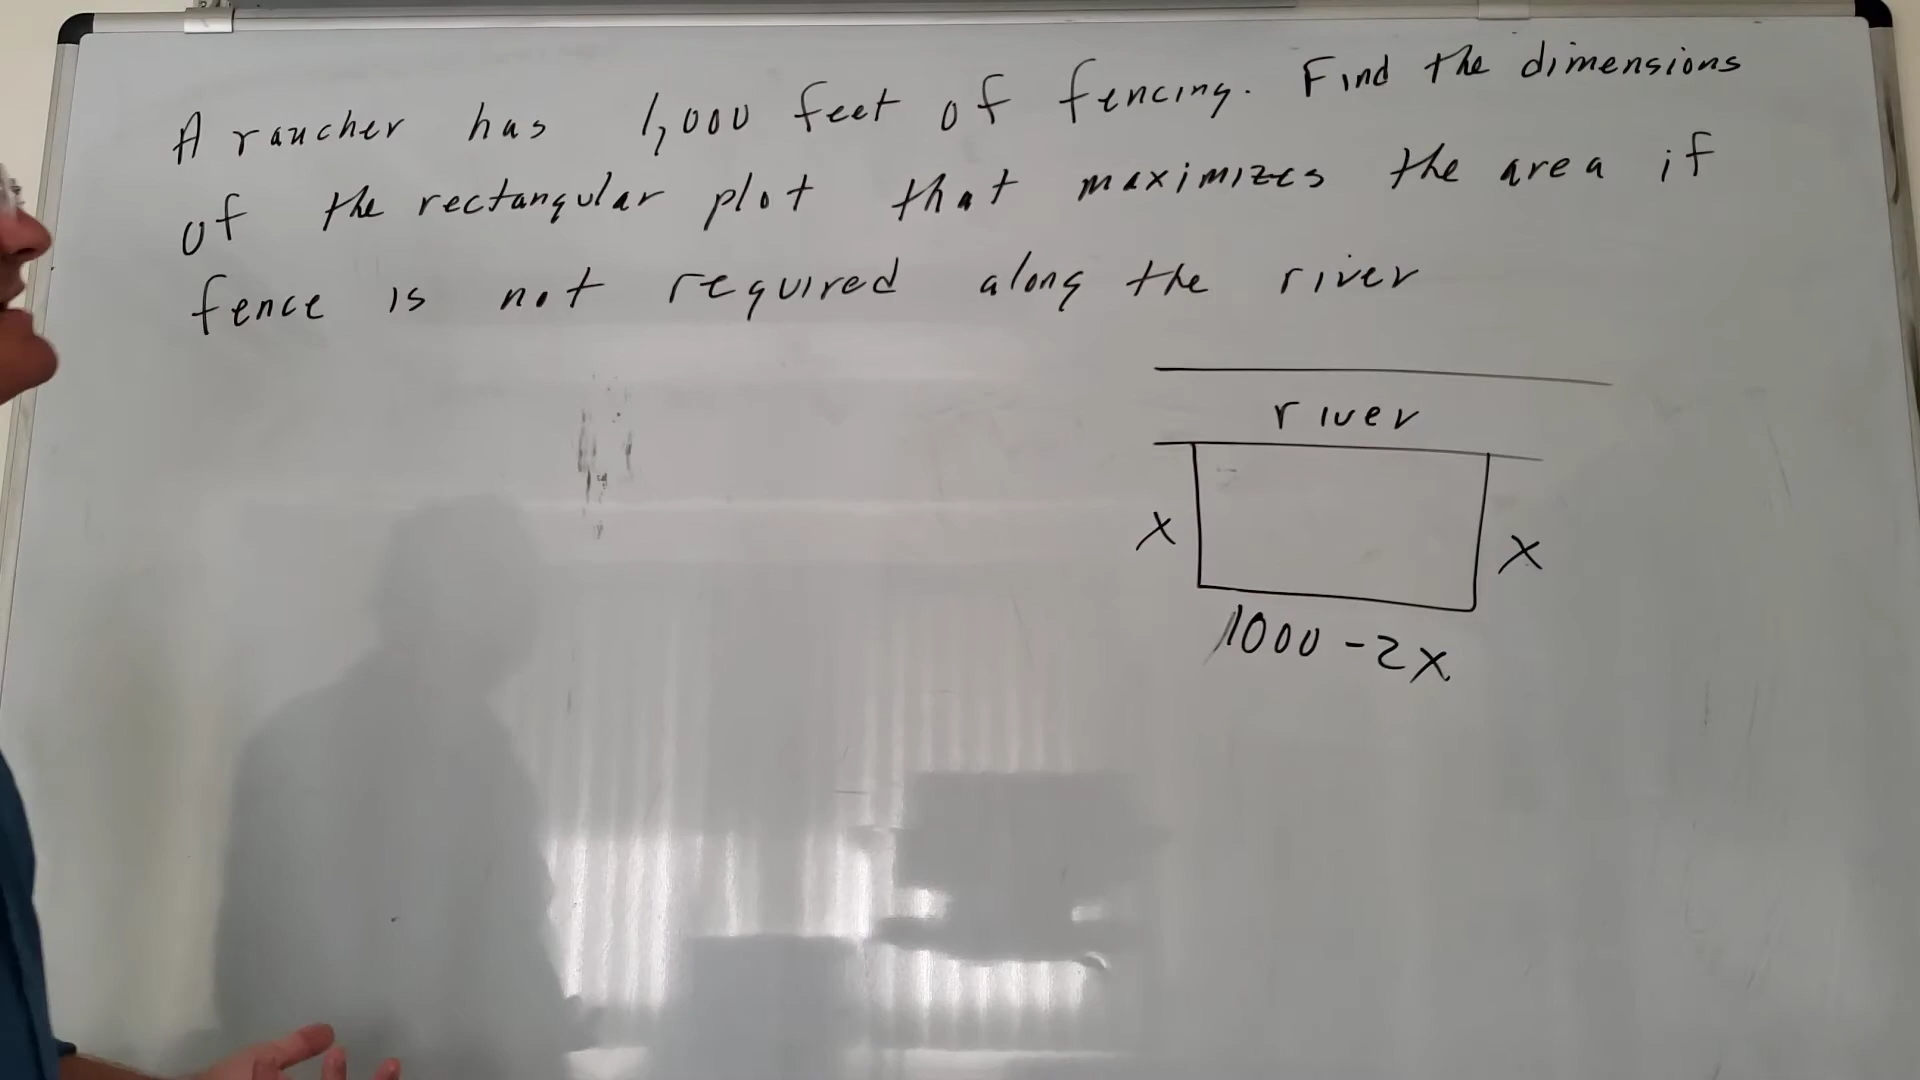 A rancher has 1,000 feet of fencing. Find the dimensions
of the rectangular plot that maximizes the area if
fence is not required along the river
river
x
x
1000 - 2x